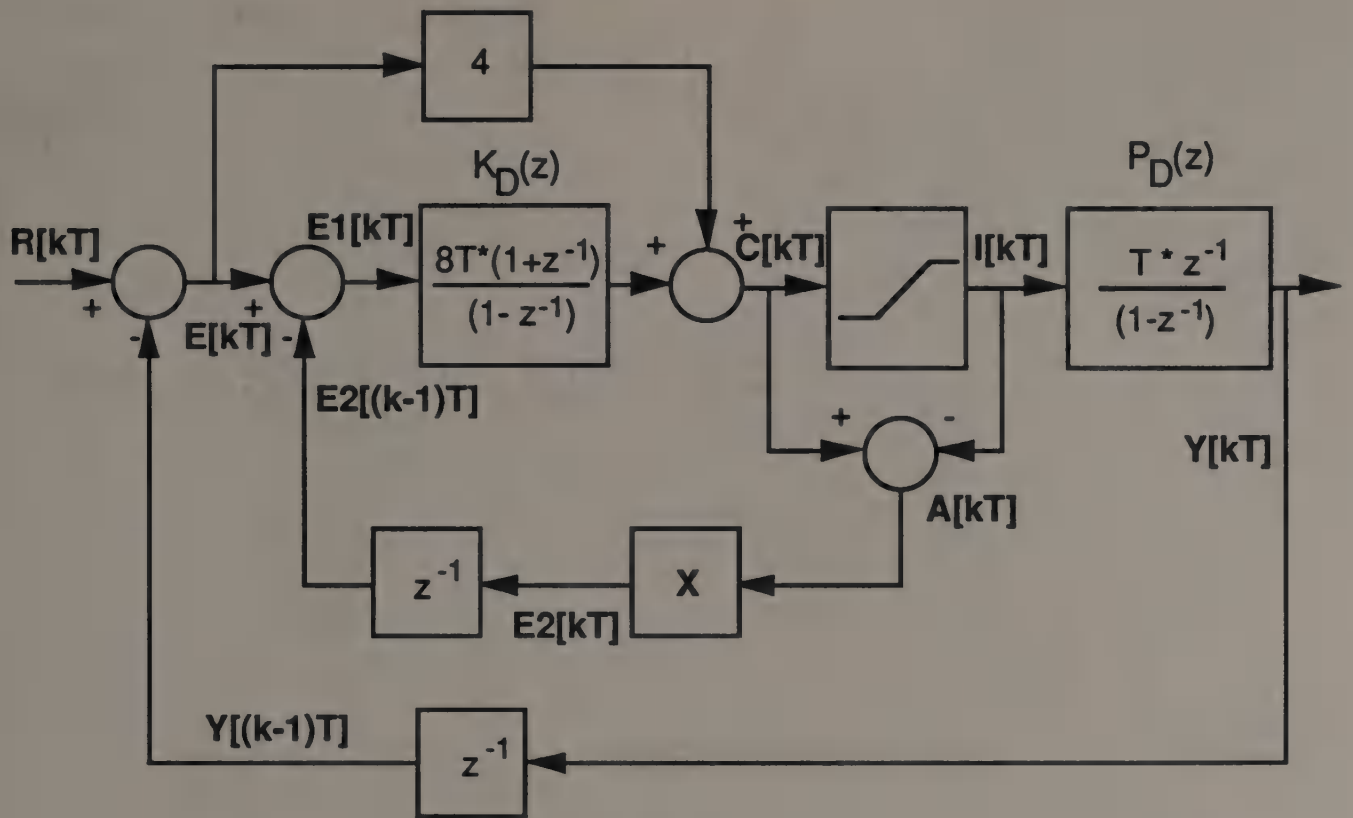 4
K_D(z)
P_D(z)
R[kT]
+
-
E[kT]
+
-
E1[kT]
8T*(1+z^-1)
(1- z^-1)
+
+
C[kT]
I[kT]
T * z^-1
(1-z^-1)
E2[(k-1)T]
+
-
A[kT]
Y[kT]
z^-1
E2[kT]
X
Y[(k-1)T]
z^-1